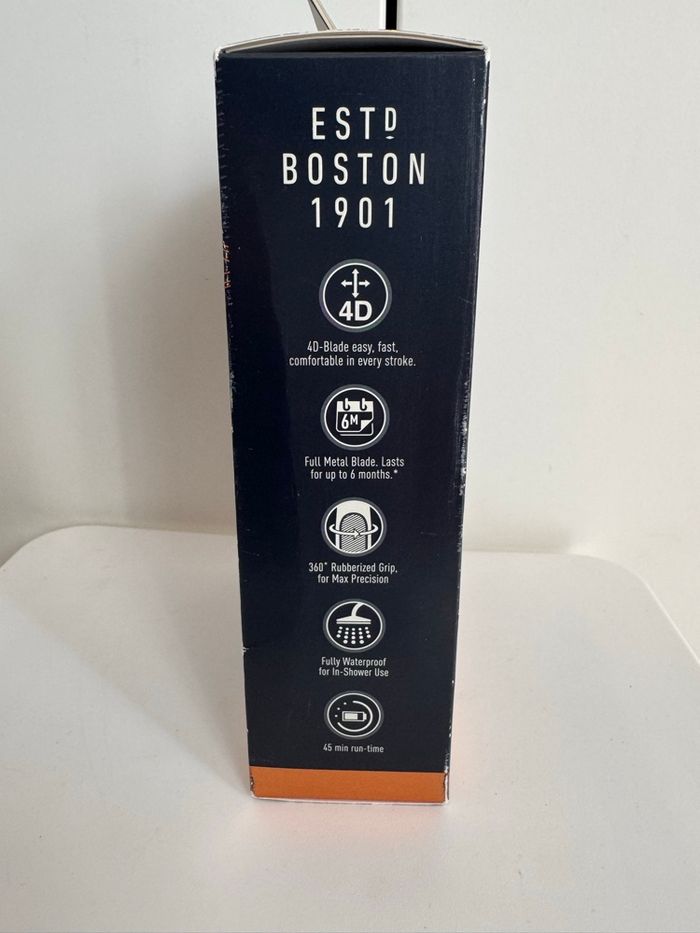 ESTD
BOSTON
1901
4D
4D-Blade easy, fast,
comfortable in every stroke.
6M
Full Metal Blade. Lasts
for up to 6 months.*
360° Rubberized Grip,
for Max Precision
Fully Waterproof
for In-Shower Use
45 min run-time